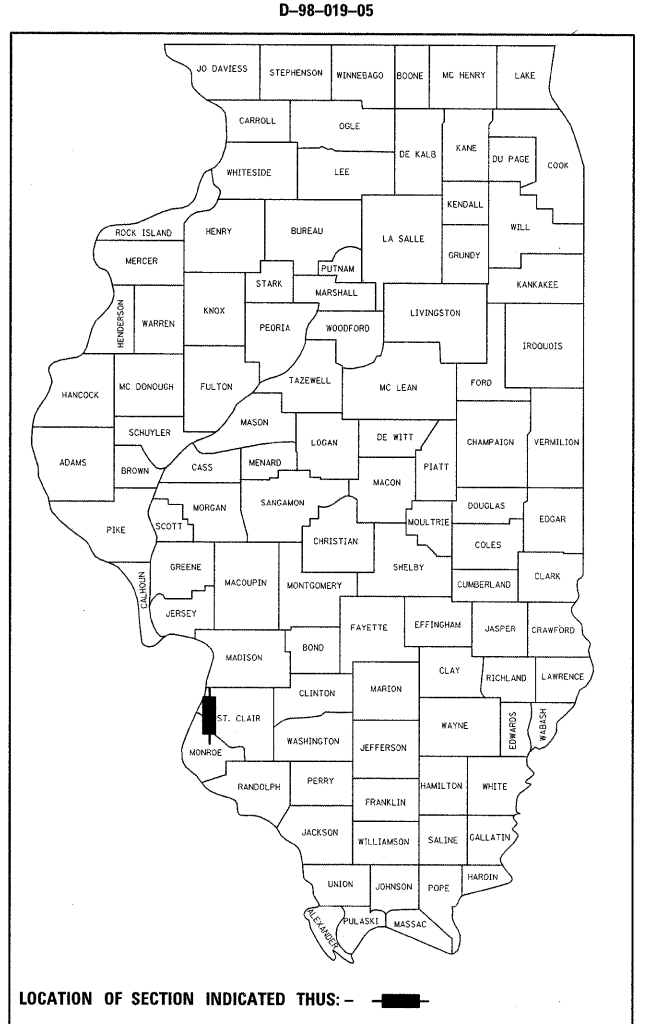 D-98-019-05
JO DAVIESS
STEPHENSON
WINNEBAGO
BOONE
MC HENRY
LAKE
CARROLL
OGLE
DE KALB
KANE
DU PAGE
COOK
WHITESIDE
LEE
KENDALL
ROCK ISLAND
HENRY
BUREAU
LA SALLE
WILL
MERCER
PUTNAM
GRUNDY
STARK
MARSHALL
KANKAKEE
HENDERSON
WARREN
KNOX
PEORIA
WOODFORD
LIVINGSTON
IROQUOIS
HANCOCK
MC DONOUGH
FULTON
TAZEWELL
MC LEAN
FORD
SCHUYLER
MASON
LOGAN
DE WITT
CHAMPAIGN
VERMILION
ADAMS
BROWN
CASS
MENARD
PIATT
MACON
PIKE
SCOTT
MORGAN
SANGAMON
DOUGLAS
MOULTRIE
EDGAR
CHRISTIAN
COLES
CALHOUN
GREENE
MACOUPIN
MONTGOMERY
SHELBY
CUMBERLAND
CLARK
JERSEY
FAYETTE
EFFINGHAM
JASPER
CRAWFORD
MADISON
BOND
CLAY
RICHLAND
LAWRENCE
CLINTON
MARION
ST. CLAIR
WAYNE
EDWARDS
WABASH
MONROE
WASHINGTON
JEFFERSON
RANDOLPH
PERRY
HAMILTON
WHITE
FRANKLIN
JACKSON
WILLIAMSON
SALINE
GALLATIN
UNION
JOHNSON
POPE
HARDIN
ALEXANDER
PULASKI
MASSAC
LOCATION OF SECTION INDICATED THUS: -